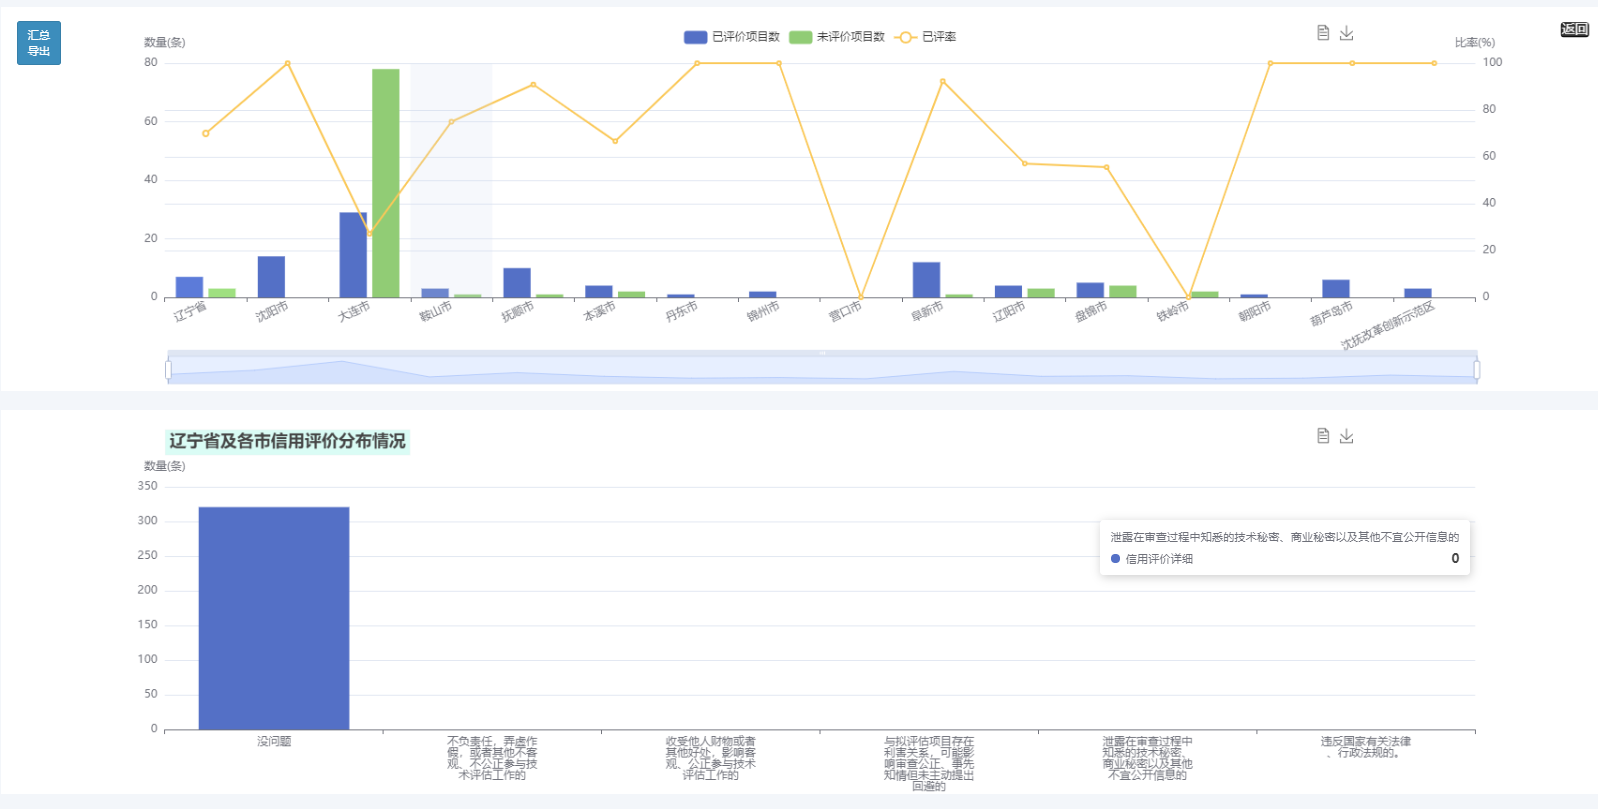 汇总
导出
返回
已评价项目数
未评价项目数
已评率
数量(条)
比率(%)
80
60
40
20
0
100
80
60
40
20
0
辽宁省
沈阳市
大连市
鞍山市
抚顺市
本溪市
丹东市
锦州市
营口市
阜新市
辽阳市
盘锦市
铁岭市
朝阳市
葫芦岛市
沈抚改革创新示范区
辽宁省及各市信用评价分布情况
数量(条)
350
300
250
200
150
100
50
0
泄露在审查过程中知悉的技术秘密、商业秘密以及其他不宜公开信息的
信用评价详细
0
没问题
不负责任，弄虚作
假，或者其他不客
观、不公正参与技
术评估工作的
收受他人财物或者
其他好处，影响客
观、公正参与技术
评估工作的
与拟评估项目存在
利害关系，可能影
响审查公正、事先
知情但未主动提出
回避的
泄露在审查过程中
知悉的技术秘密、
商业秘密以及其他
不宜公开信息的
违反国家有关法律
、行政法规的。